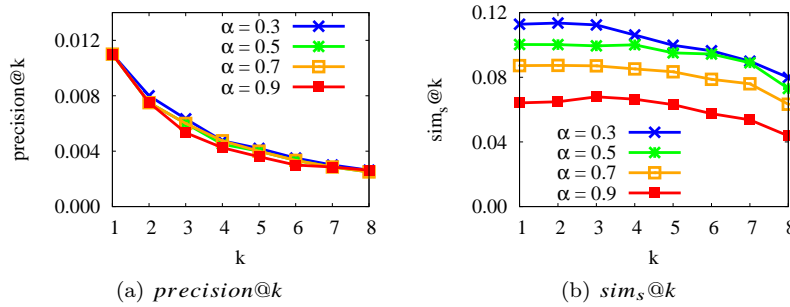 precision@k
0.012
0.008
0.004
0.000
α = 0.3
α = 0.5
α = 0.7
α = 0.9
1 2 3 4 5 6 7 8
k
(a) precision@k
sim_s@k
0.12
0.08
0.04
0.00
α = 0.3
α = 0.5
α = 0.7
α = 0.9
1 2 3 4 5 6 7 8
k
(b) sim_s@k